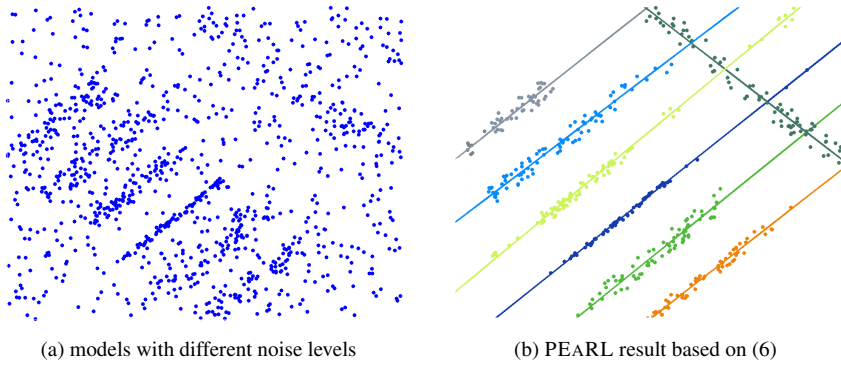 (a) models with different noise levels
(b) PEARL result based on (6)